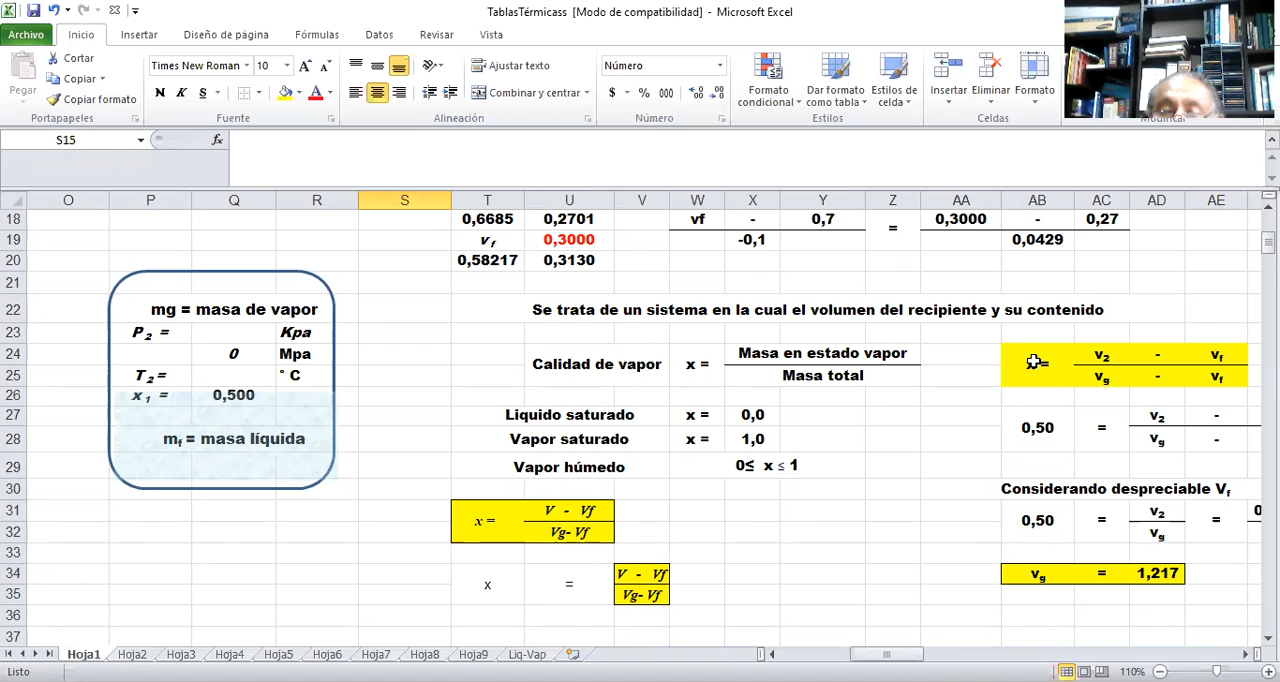 TablasTérmicass [Modo de compatibilidad] - Microsoft Excel
Archivo Inicio Insertar Diseño de página Fórmulas Datos Revisar Vista
Pegar
Cortar
Copiar
Copiar formato
Portapapeles
Times New Roman 10
N K S
Fuente
Ajustar texto
Combinar y centrar
Alineación
Número
$ % 000
Número
Formato condicional
Dar formato como tabla
Estilos de celda
Estilos
Insertar Eliminar Formato
Celdas
Modificar
S15 fx
O P Q R S T U V W X Y Z AA AB AC AD AE
18 0,6685 0,2701 vf - 0,7 = 0,3000 - 0,27
19 vf 0,3000 -0,1 0,0429
20 0,58217 0,3130
21
22 mg = masa de vapor Se trata de un sistema en la cual el volumen del recipiente y su contenido
23 P2 = Kpa
24 0 Mpa Calidad de vapor x = Masa en estado vapor x= v2 - vf
25 T2 = ° C Masa total vg - vf
26 x1 = 0,500
27 Liquido saturado x = 0,0 0,50 = v2 -
28 mf = masa líquida Vapor saturado x = 1,0 vg -
29 Vapor húmedo 0≤ x ≤ 1
30 Considerando despreciable Vf
31 x = V - Vf 0,50 = v2 = 0
32 Vg- Vf vg
33
34 x = V - Vf vg = 1,217
35 Vg- Vf
36
37
Hoja1 Hoja2 Hoja3 Hoja4 Hoja5 Hoja6 Hoja7 Hoja8 Hoja9 Liq-Vap
Listo 110%